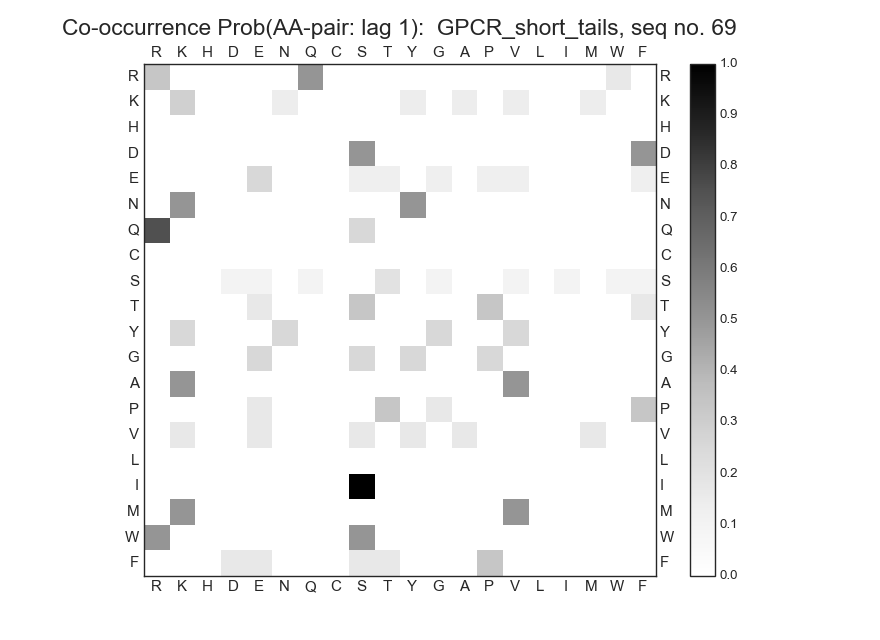 Co-occurrence Prob(AA-pair: lag 1):  GPCR_short_tails, seq no. 69
R K H D E N Q C S T Y G A P V L I M W F
R R 1.0
K K 0.9
H H
D D 0.8
E E
N N 0.7
Q Q
C C 0.6
S S
T T 0.5
Y Y
G G 0.4
A A
P P 0.3
V V
L L 0.2
I I
M M 0.1
W W
F F 0.0
R K H D E N Q C S T Y G A P V L I M W F